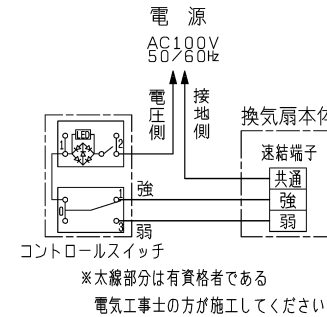 電源
AC100V
50/60Hz
電圧側
接地側
換気扇本体
速結端子
共通
強
弱
LED
1
2
0
1
3
強
弱
コントロールスイッチ
※太線部分は有資格者である
電気工事士の方が施工してください